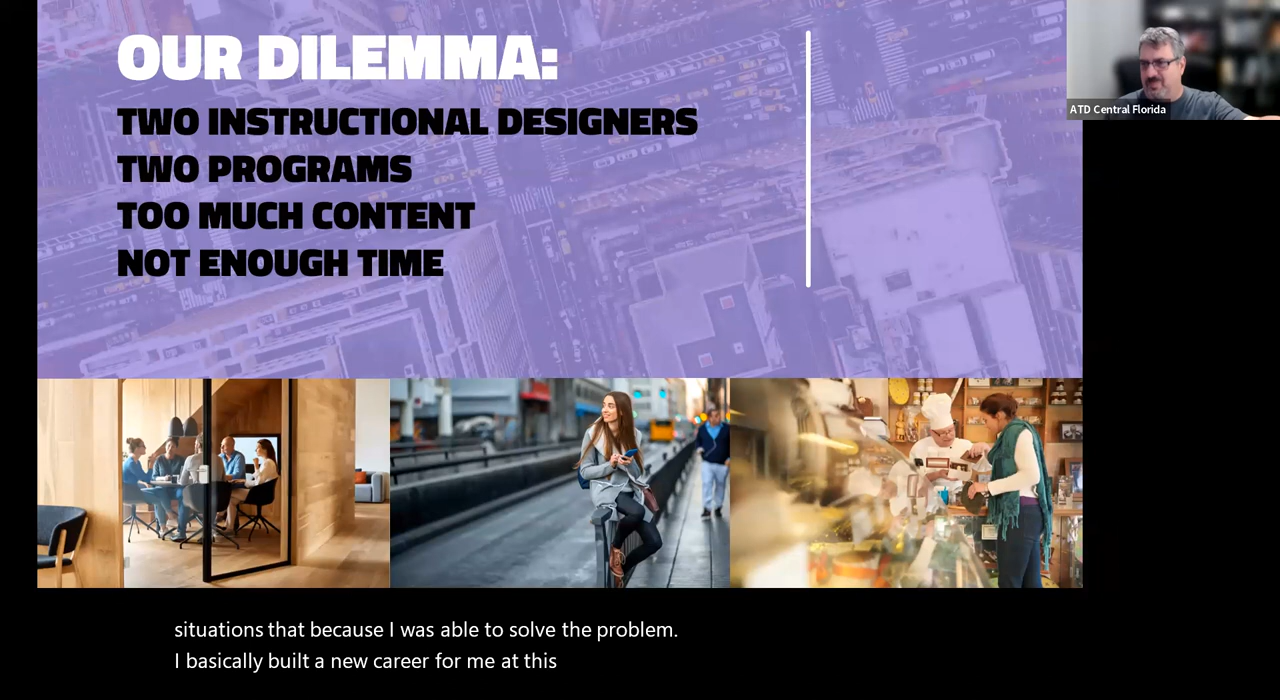 OUR DILEMMA:
TWO INSTRUCTIONAL DESIGNERS
TWO PROGRAMS
TOO MUCH CONTENT
NOT ENOUGH TIME
ATD Central Florida
situations that because I was able to solve the problem.
I basically built a new career for me at this